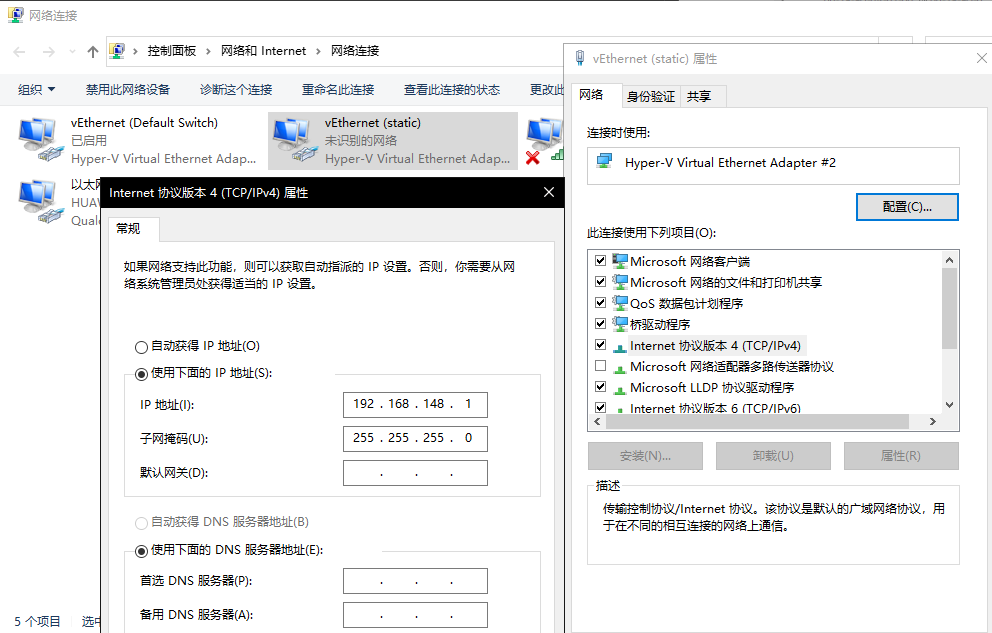 网络连接
控制面板 › 网络和 Internet › 网络连接
组织 禁用此网络设备 诊断这个连接 重命名此连接 查看此连接的状态 更改此
vEthernet (Default Switch)
已启用
Hyper-V Virtual Ethernet Adap...
vEthernet (static)
未识别的网络
Hyper-V Virtual Ethernet Adap...
以太网
HUAW
Qualc
5 个项目 选中
Internet 协议版本 4 (TCP/IPv4) 属性
常规
如果网络支持此功能，则可以获取自动指派的 IP 设置。否则，你需要从网
络系统管理员处获得适当的 IP 设置。
自动获得 IP 地址(O)
使用下面的 IP 地址(S):
IP 地址(I): 192 . 168 . 148 . 1
子网掩码(U): 255 . 255 . 255 . 0
默认网关(D): . . .
自动获得 DNS 服务器地址(B)
使用下面的 DNS 服务器地址(E):
首选 DNS 服务器(P): . . .
备用 DNS 服务器(A): . . .
vEthernet (static) 属性
网络 身份验证 共享
连接时使用:
Hyper-V Virtual Ethernet Adapter #2
配置(C)...
此连接使用下列项目(O):
Microsoft 网络客户端
Microsoft 网络的文件和打印机共享
QoS 数据包计划程序
桥驱动程序
Internet 协议版本 4 (TCP/IPv4)
Microsoft 网络适配器多路传送器协议
Microsoft LLDP 协议驱动程序
Internet 协议版本 6 (TCP/IPv6)
安装(N)... 卸载(U) 属性(R)
描述
传输控制协议/Internet 协议。该协议是默认的广域网络协议，用
于在不同的相互连接的网络上通信。